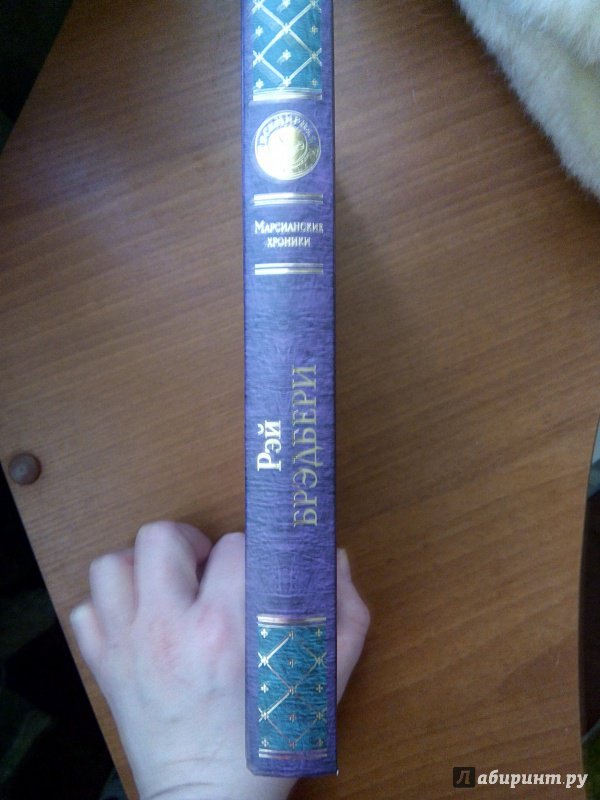 Марсианские
хроники
Рэй
БРЭДБЕРИ
Лабиринт.ру